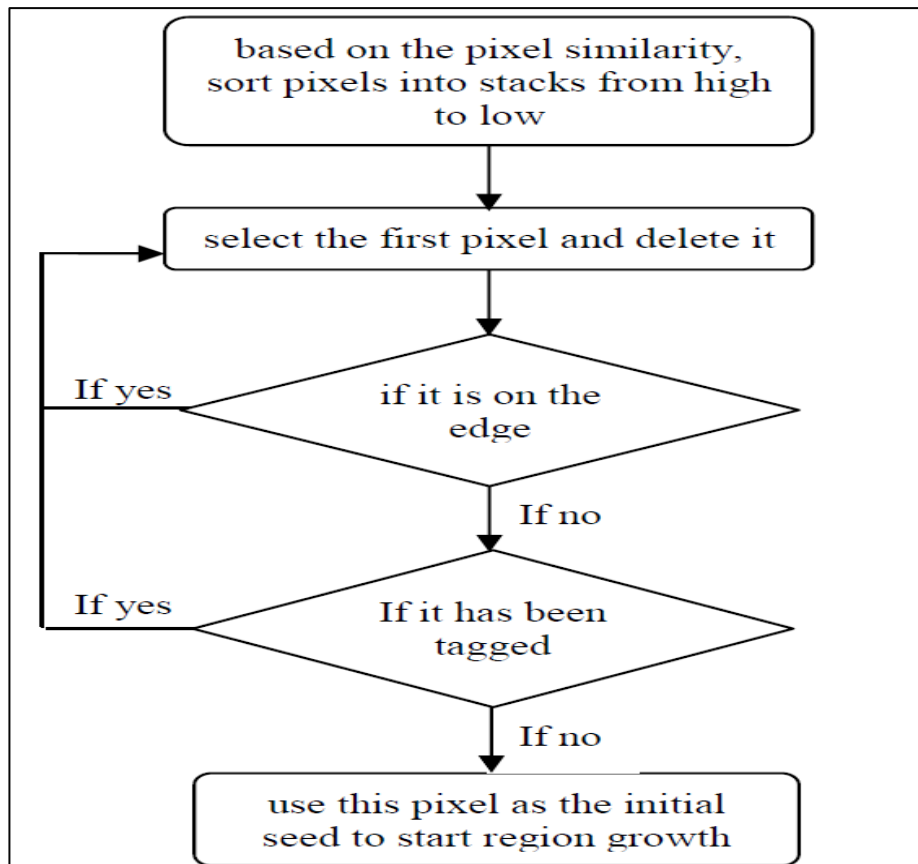 based on the pixel similarity,
sort pixels into stacks from high
to low
select the first pixel and delete it
If yes
if it is on the
edge
If no
If yes
If it has been
tagged
If no
use this pixel as the initial
seed to start region growth